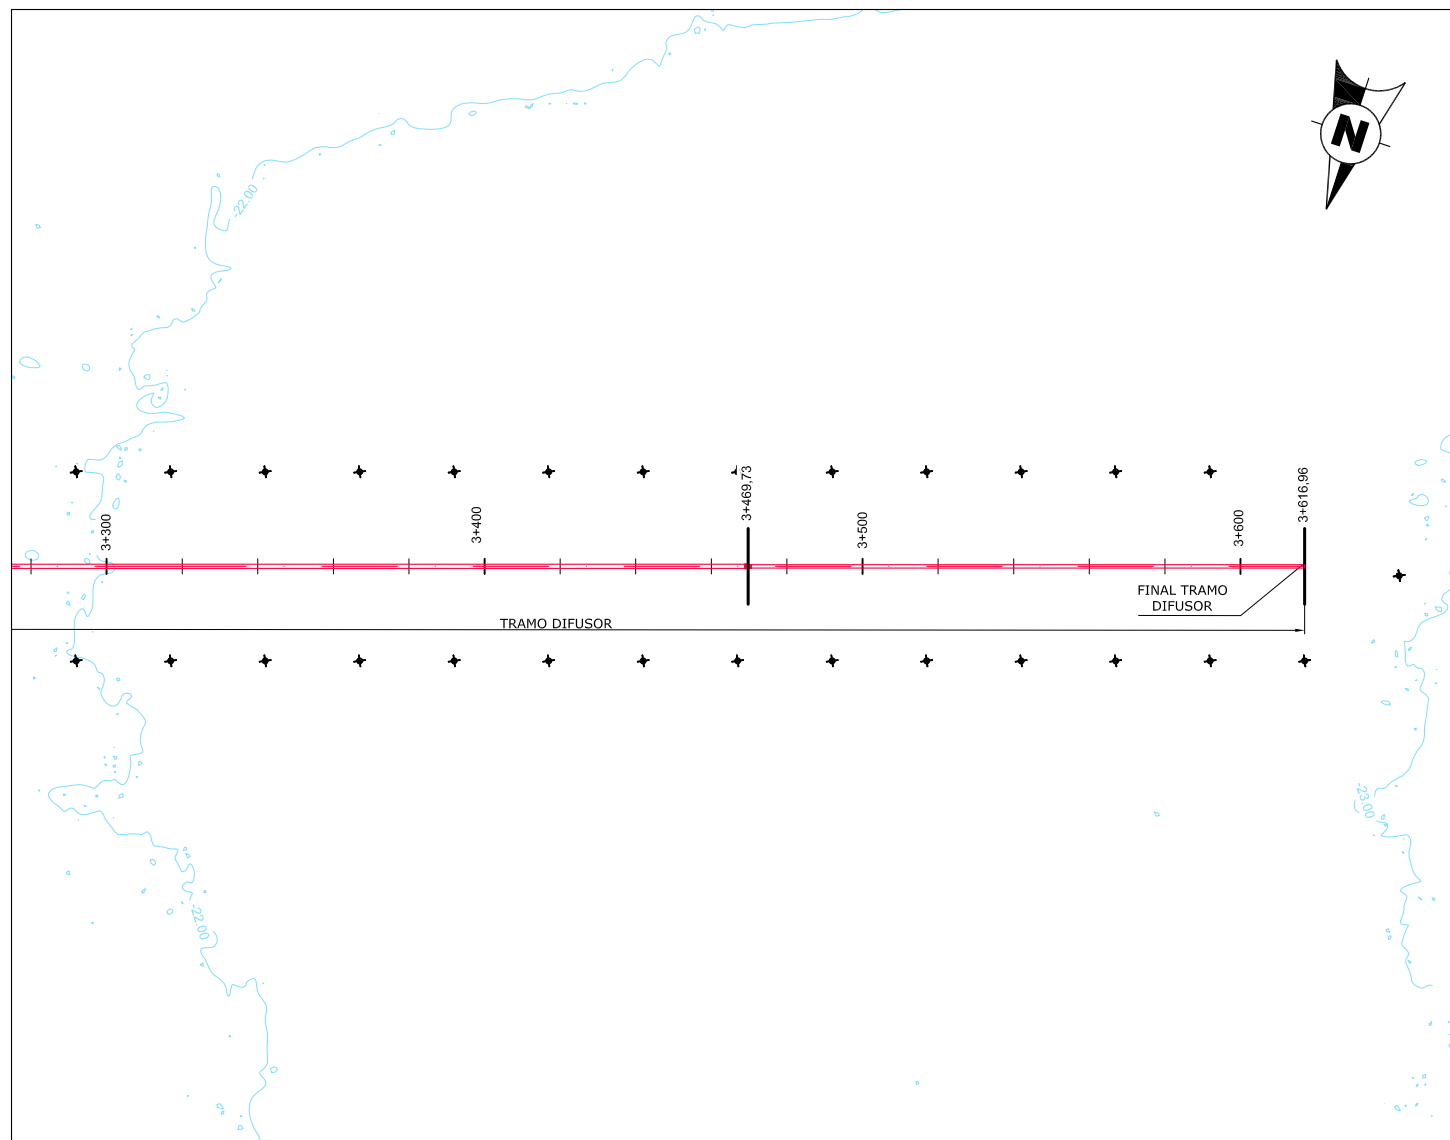 N
-22.00
3+300
3+400
3+469,73
3+500
3+600
3+616,96
FINAL TRAMO
DIFUSOR
TRAMO DIFUSOR
-23.00
-22.00